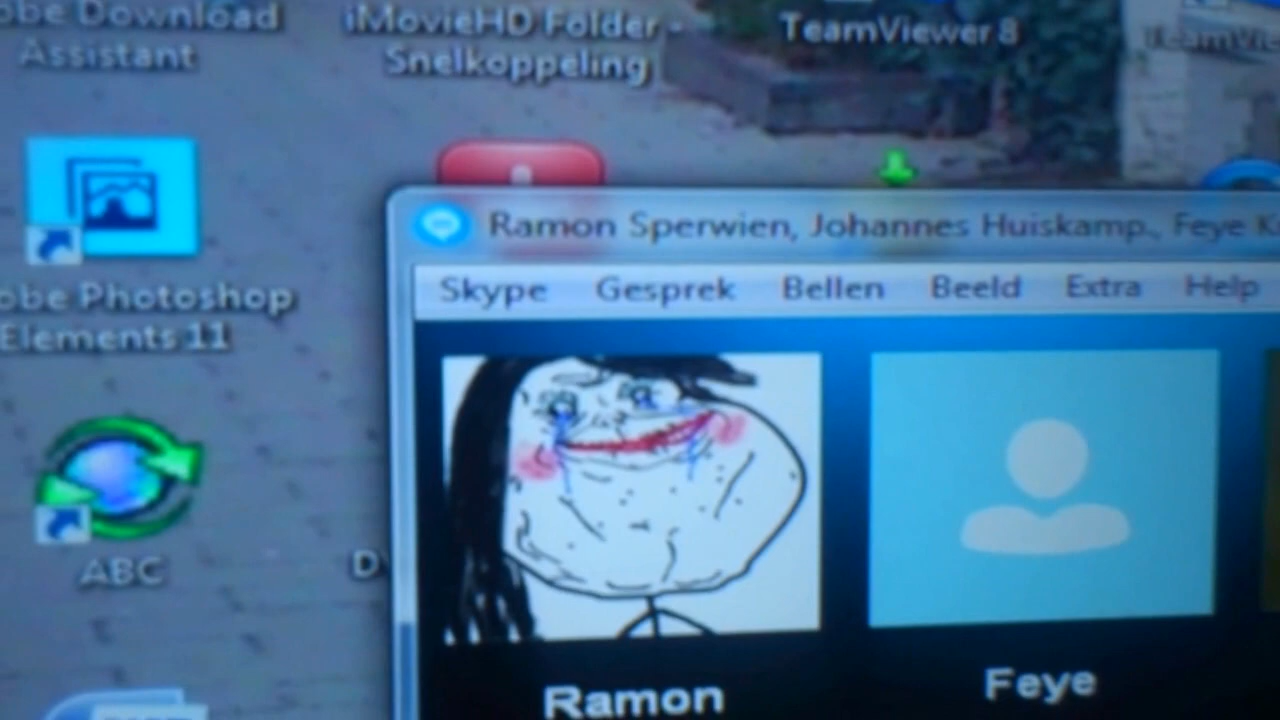 obe Download
Assistant
iMovieHD Folder -
Snelkoppeling
TeamViewer 8
TeamVie
obe Photoshop
Elements 11
ABC
D
Ramon Sperwien, Johannes Huiskamp., Feye K
Skype Gesprek Bellen Beeld Extra Help
Ramon
Feye